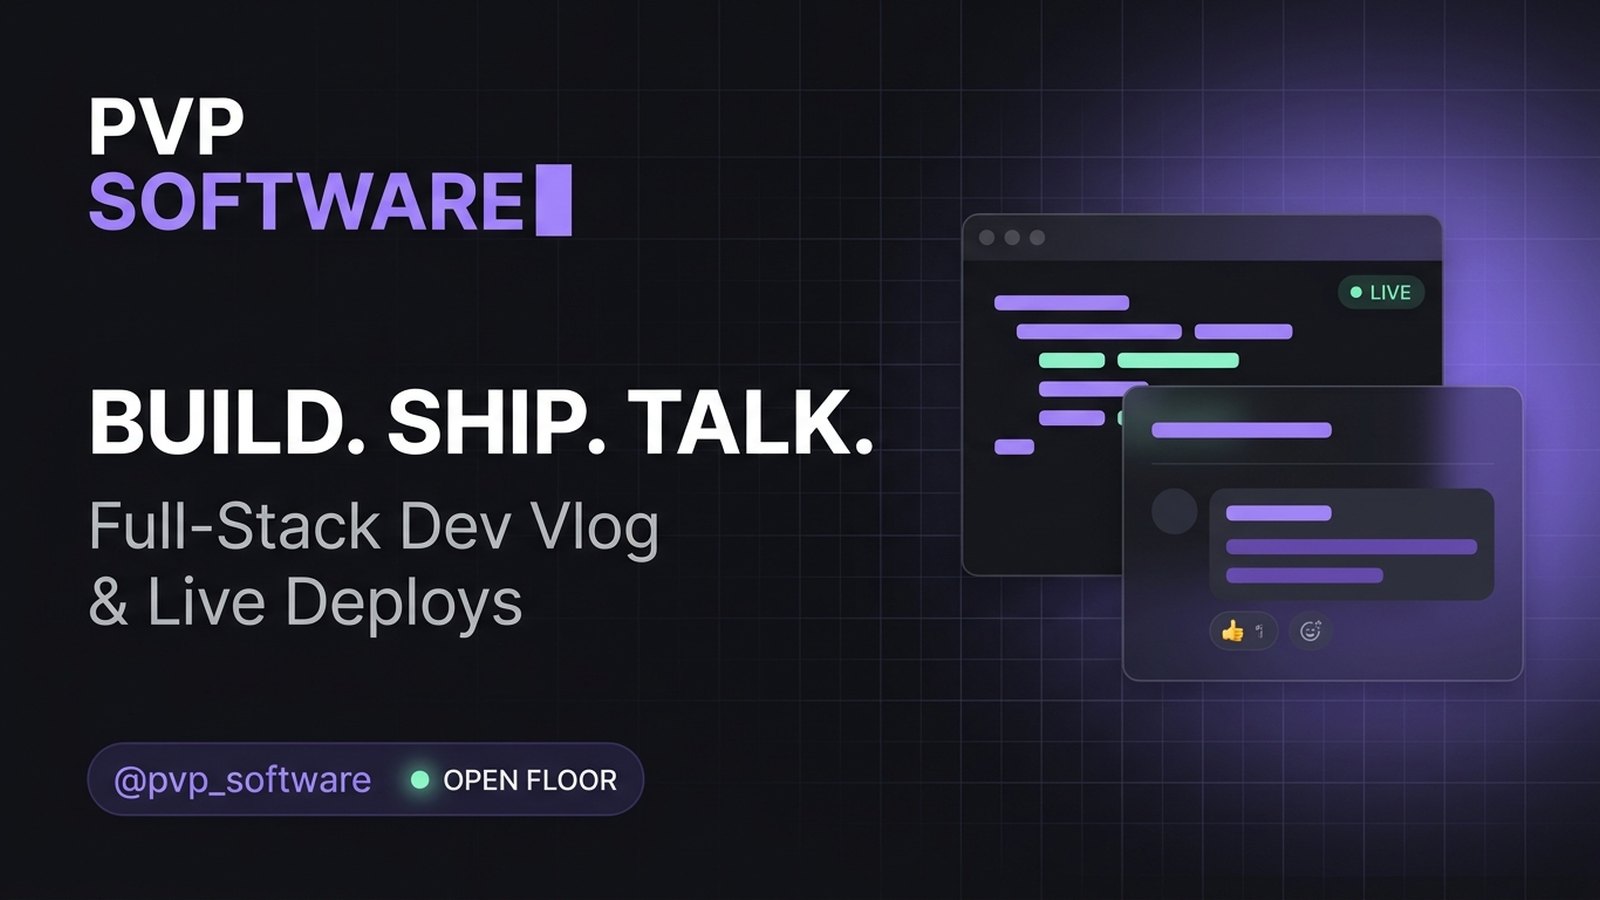 PVP
SOFTWARE
BUILD. SHIP. TALK.
Full-Stack Dev Vlog
& Live Deploys
@pvp_software OPEN FLOOR
LIVE